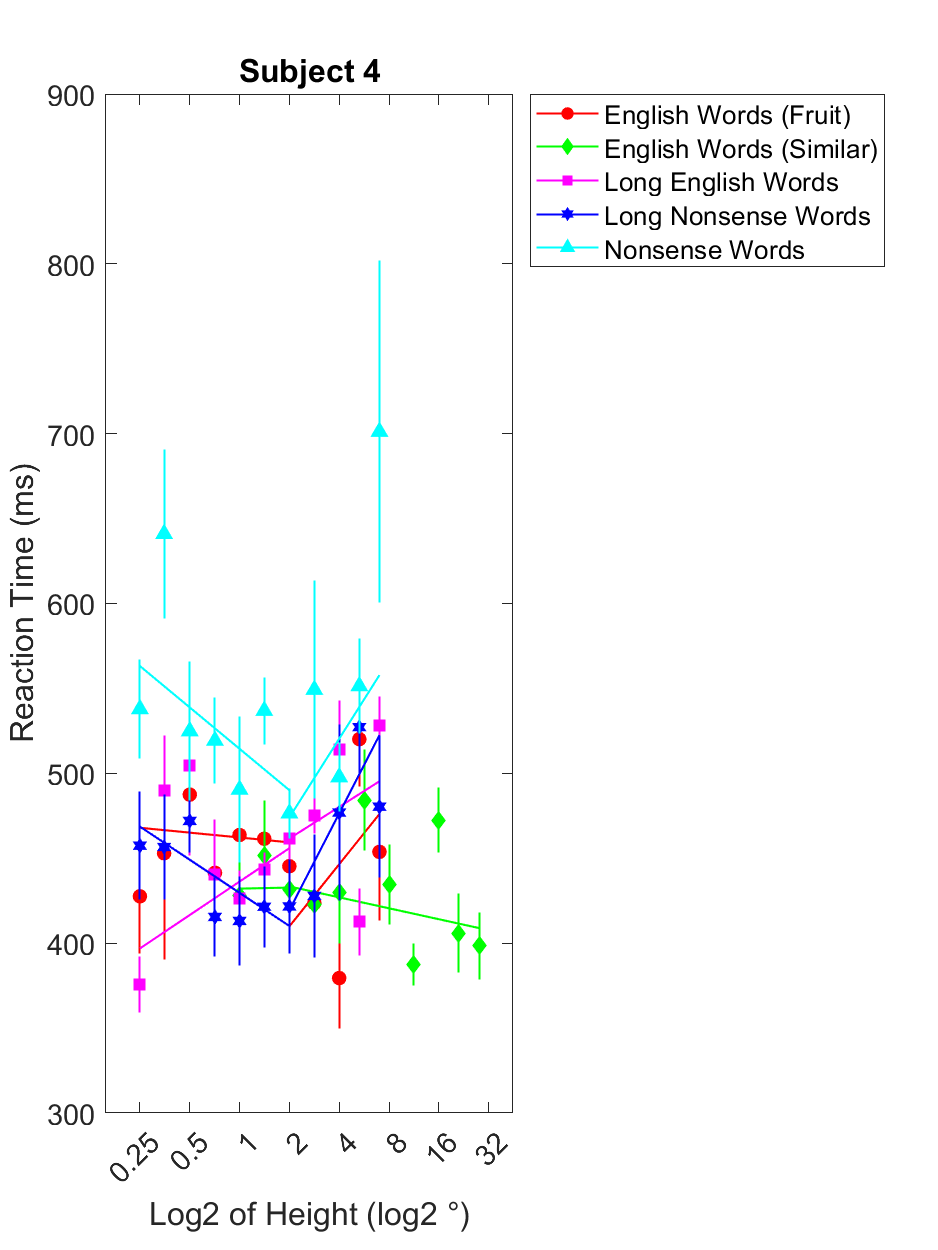 Subject 4
900
800
700
600
500
400
300
Reaction Time (ms)
0.25 0.5 1 2 4 8 16 32
Log2 of Height (log2 °)
English Words (Fruit)
English Words (Similar)
Long English Words
Long Nonsense Words
Nonsense Words